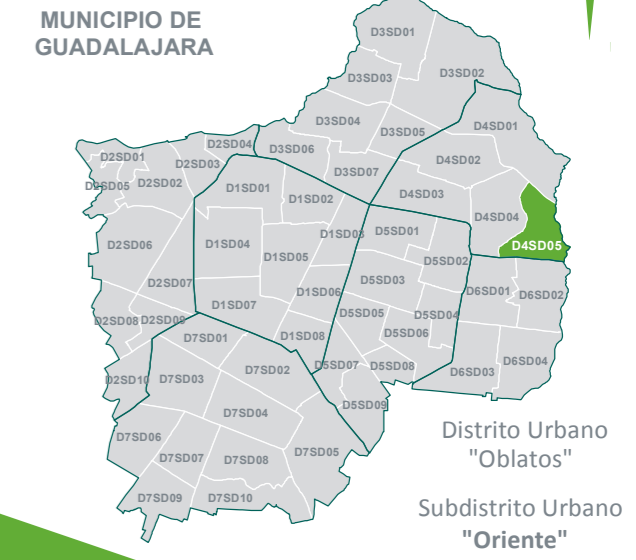 MUNICIPIO DE
GUADALAJARA
D3SD01
D3SD02
D3SD03
D3SD04
D3SD05
D3SD06
D3SD07
D4SD01
D4SD02
D4SD03
D4SD04
D4SD05
D2SD01
D2SD03
D2SD04
D2SD05
D2SD02
D2SD06
D2SD07
D2SD08
D2SD09
D2SD10
D1SD01
D1SD02
D1SD03
D1SD04
D1SD05
D1SD06
D1SD07
D1SD08
D5SD01
D5SD02
D5SD03
D5SD04
D5SD05
D5SD06
D5SD07
D5SD08
D5SD09
D6SD01
D6SD02
D6SD03
D6SD04
D7SD01
D7SD02
D7SD03
D7SD04
D7SD05
D7SD06
D7SD07
D7SD08
D7SD09
D7SD10
Distrito Urbano
"Oblatos"
Subdistrito Urbano
"Oriente"